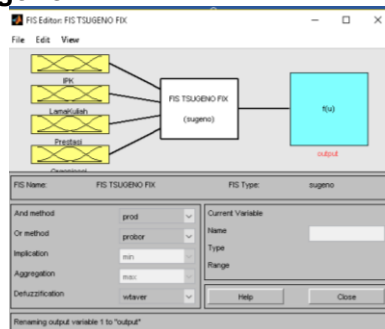 FIS Editor: FIS TSUGENO FIX
File Edit View
IPK
LamaKuliah
Prestasi
FIS TSUGENO FIX
(sugeno)
f(u)
output
FIS Name: FIS TSUGENO FIX FIS Type: sugeno
And method prod
Or method probor
Implication min
Aggregation max
Defuzzification wtaver
Current Variable
Name
Type
Range
Help Close
Renaming output variable 1 to "output"